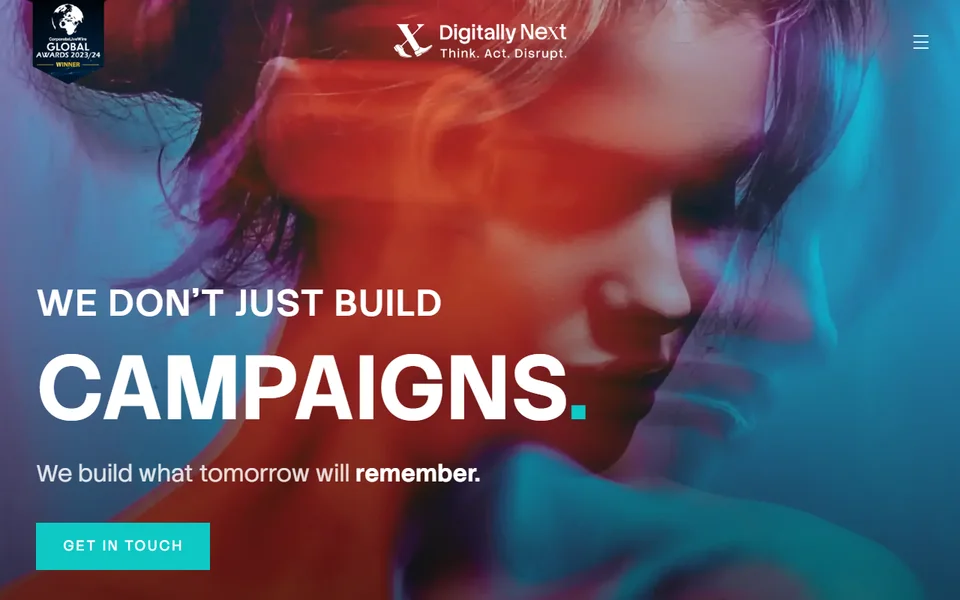 CorporateLiveWire
GLOBAL
AWARDS 2023/24
WINNER
Digitally Next
Think. Act. Disrupt.
WE DON’T JUST BUILD
CAMPAIGNS.
We build what tomorrow will remember.
GET IN TOUCH